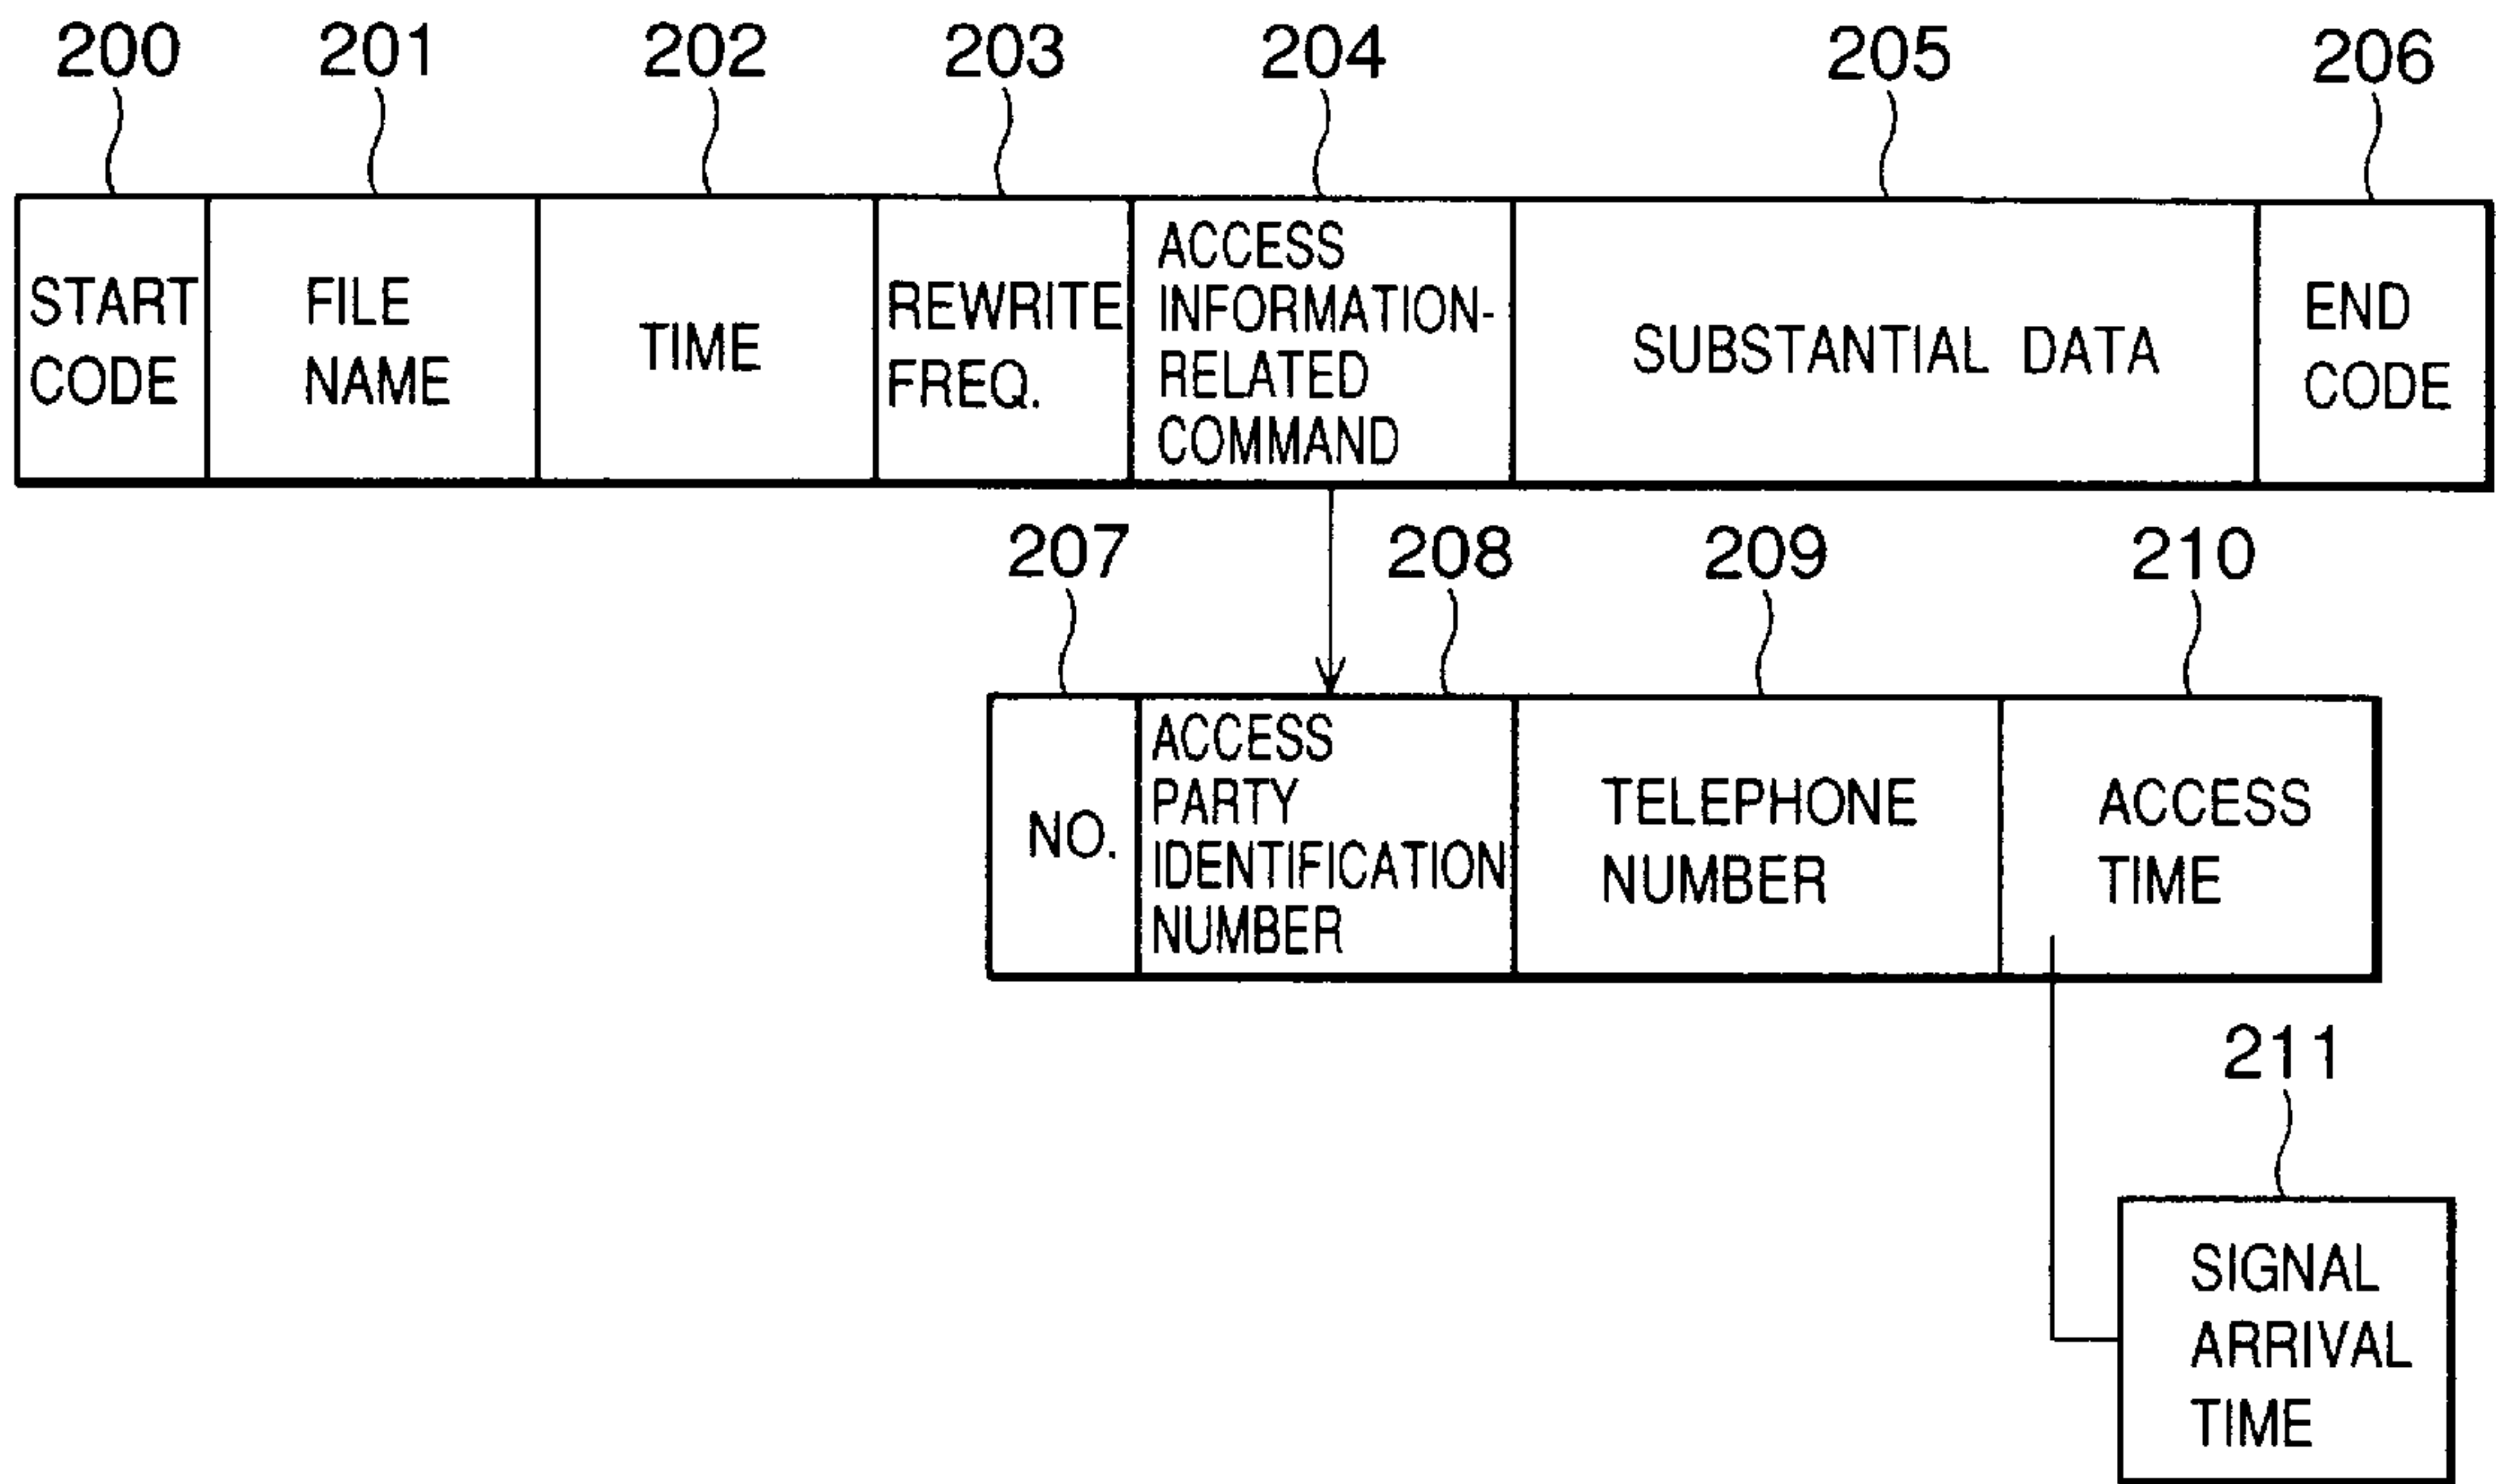 200 201 202 203 204 205 206
START
CODE
FILE
NAME
TIME
REWRITE
FREQ.
ACCESS
INFORMATION-
RELATED
COMMAND
SUBSTANTIAL DATA
END
CODE
207 208 209 210
NO.
ACCESS
PARTY
IDENTIFICATION
NUMBER
TELEPHONE
NUMBER
ACCESS
TIME
211
SIGNAL
ARRIVAL
TIME